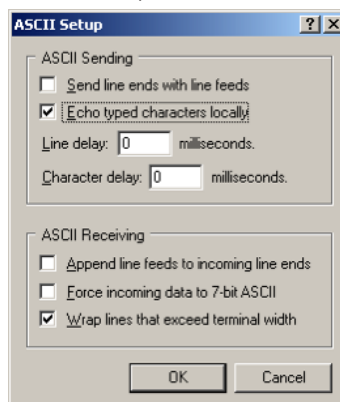 ASCII Setup
ASCII Sending
Send line ends with line feeds
Echo typed characters locally
Line delay: 0 milliseconds.
Character delay: 0 milliseconds.
ASCII Receiving
Append line feeds to incoming line ends
Force incoming data to 7-bit ASCII
Wrap lines that exceed terminal width
OK Cancel